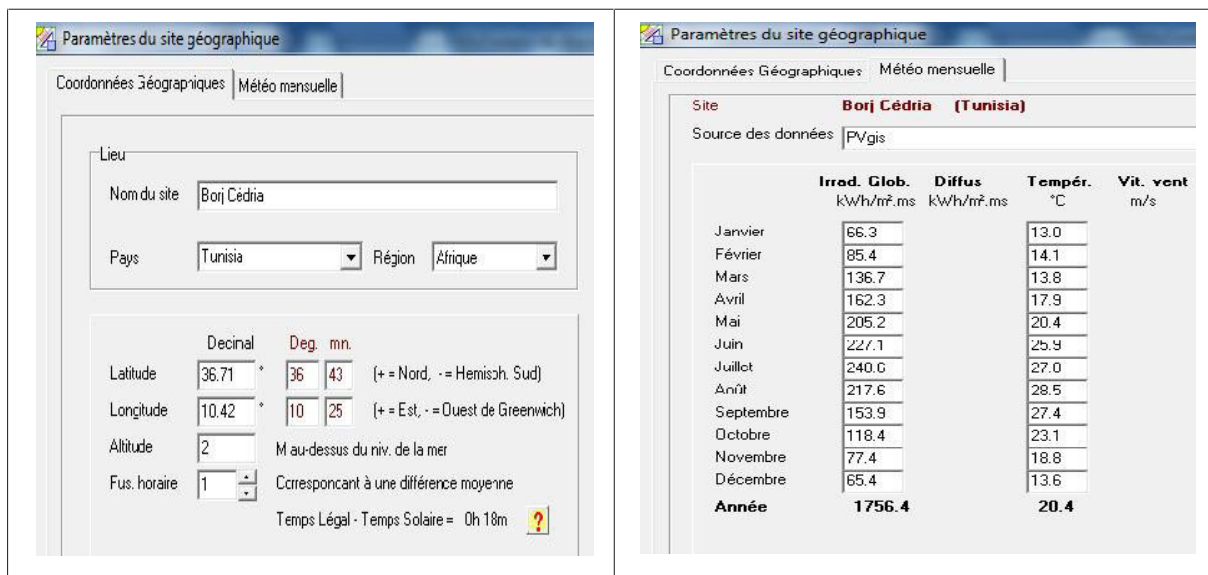 Paramètres du site géographique
Coordonnées Géographiques Météo mensuelle
Lieu
Nom du site Borj Cédria
Pays Tunisia Région Afrique
Decimal Deg. mn.
Latitude 36.71 ° 36 43 (+ = Nord, - = Hemisph. Sud)
Longitude 10.42 ° 10 25 (+ = Est, - = Ouest de Greenwich)
Altitude 2 M au-dessus du niv. de la mer
Fus. horaire 1 Correspondant à une différence moyenne
Temps Légal - Temps Solaire = 0h 18m ?
Paramètres du site géographique
Coordonnées Géographiques Météo mensuelle
Site Borj Cédria (Tunisia)
Source des données PVgis
Irrad. Glob. Diffus Tempér. Vit. vent
kWh/m².ms kWh/m².ms °C m/s
Janvier 66.3 13.0
Février 85.4 14.1
Mars 136.7 13.8
Avril 162.3 17.9
Mai 205.2 20.4
Juin 227.1 25.9
Juillet 240.6 27.0
Août 217.6 28.5
Septembre 153.9 27.4
Octobre 118.4 23.1
Novembre 77.4 18.8
Décembre 65.4 13.6
Année 1756.4 20.4